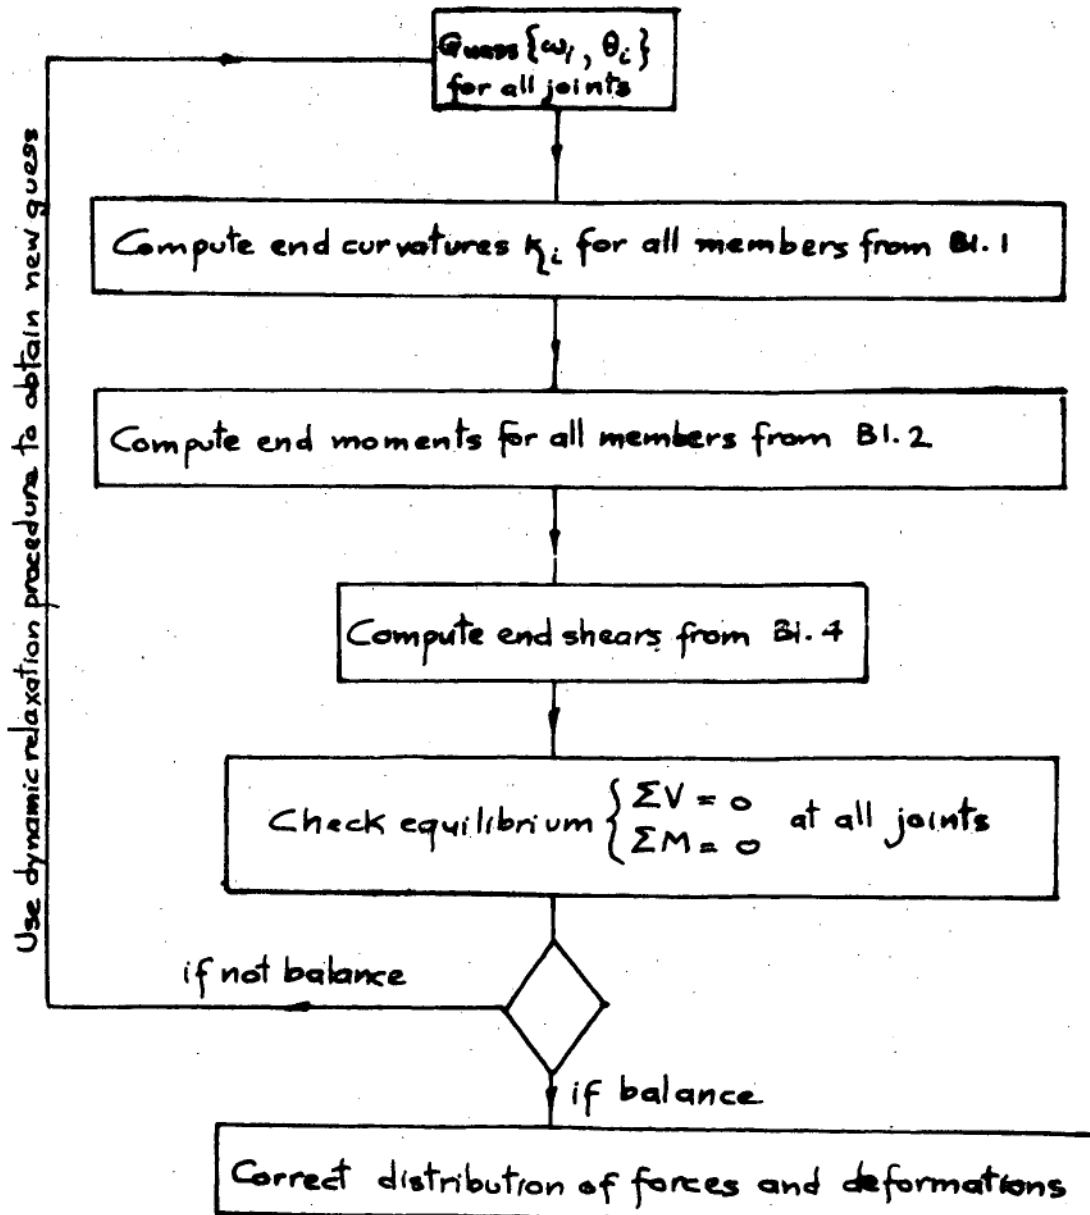 Guess {ωi, θi}
for all joints
Compute end curvatures κi for all members from B1.1
Compute end moments for all members from B1.2
Compute end shears from B1.4
Check equilibrium { ΣV = 0 at all joints
ΣM = 0
if not balance
if balance
Correct distribution of forces and deformations
Use dynamic relaxation procedure to obtain new guess